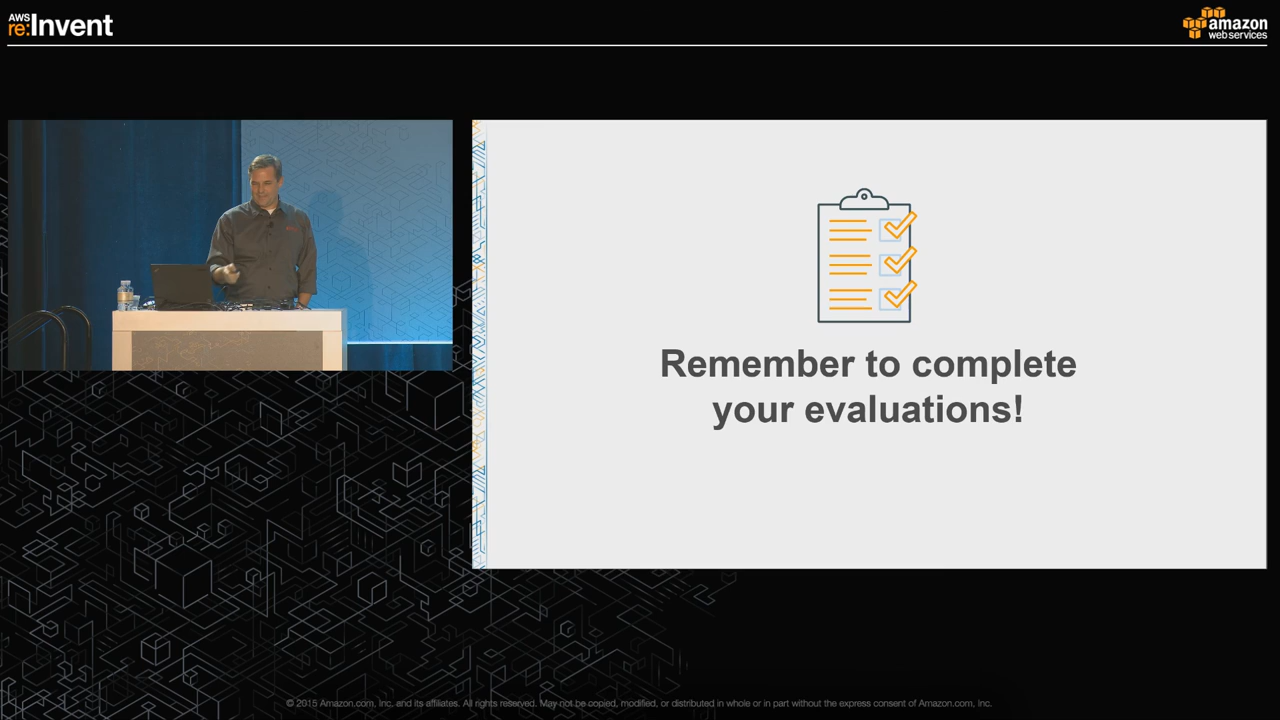 AWS
re:Invent
amazon
web services
Remember to complete
your evaluations!
© 2015 Amazon.com, Inc. and its affiliates. All rights reserved. May not be copied, modified, or distributed in whole or in part without the express consent of Amazon.com, Inc.